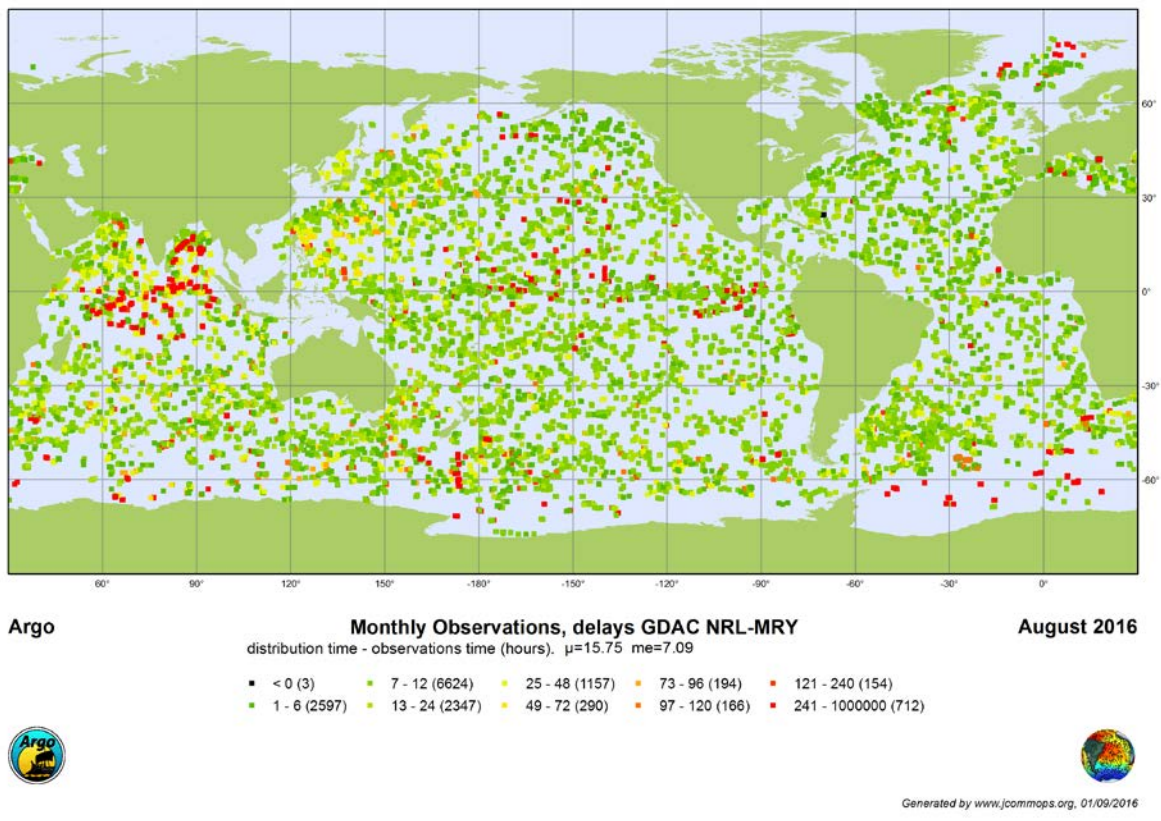 60°
30°
0°
-30°
-60°
60° 90° 120° 150° -180° -150° -120° -90° -60° -30° 0°
Argo Monthly Observations, delays GDAC NRL-MRY August 2016
distribution time - observations time (hours). µ=15.75 me=7.09
< 0 (3) 7 - 12 (6624) 25 - 48 (1157) 73 - 96 (194) 121 - 240 (154)
1 - 6 (2597) 13 - 24 (2347) 49 - 72 (290) 97 - 120 (166) 241 - 1000000 (712)
Argo
Generated by www.jcommops.org, 01/09/2016